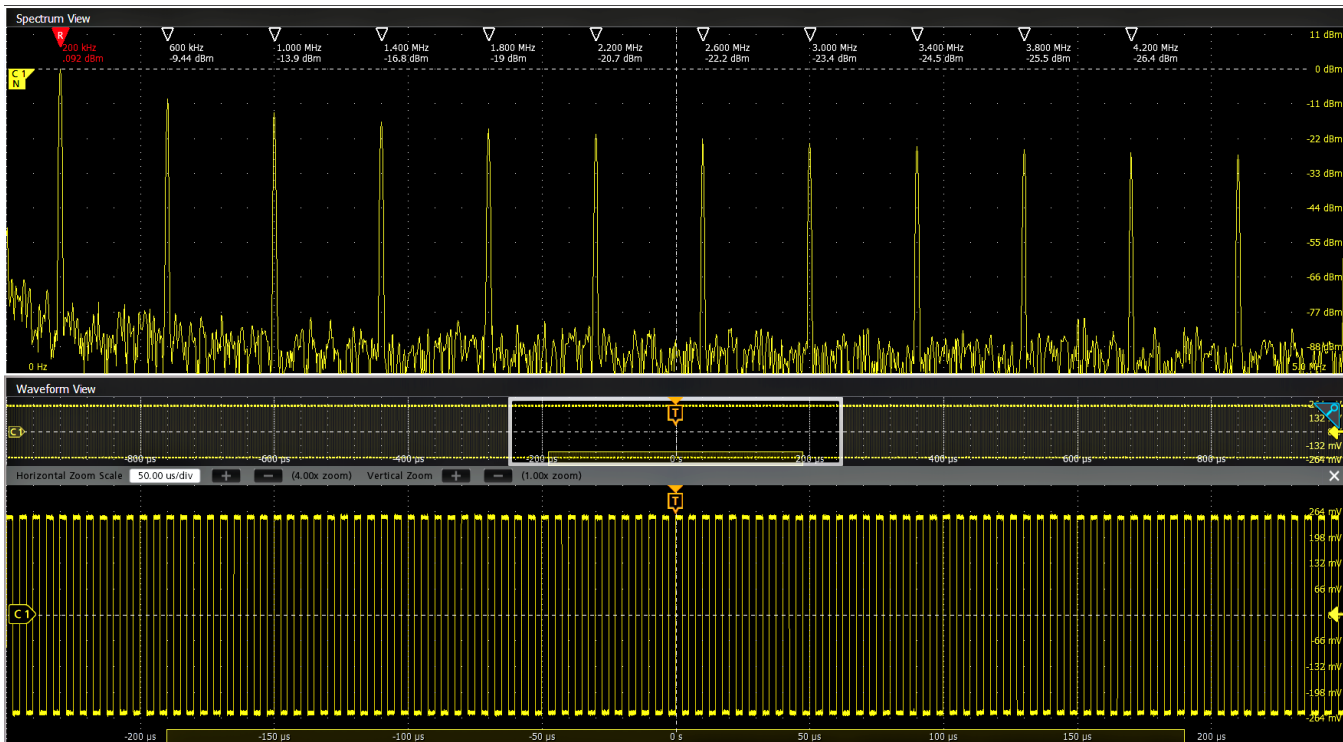 Spectrum View
R
11 dBm
200 kHz 600 kHz 1.000 MHz 1.400 MHz 1.800 MHz 2.200 MHz 2.600 MHz 3.000 MHz 3.400 MHz 3.800 MHz 4.200 MHz
.092 dBm -9.44 dBm -13.9 dBm -16.8 dBm -19 dBm -20.7 dBm -22.2 dBm -23.4 dBm -24.5 dBm -25.5 dBm -26.4 dBm
0 dBm
C 1
N
-11 dBm
-22 dBm
-33 dBm
-44 dBm
-55 dBm
-66 dBm
-77 dBm
-88 dBm
0 Hz 5.0 MHz
Waveform View
T
132
C 1
-132 mV
-800 µs -600 µs -400 µs -200 µs 0 s 200 µs 400 µs 600 µs 800 µs -264 mV
Horizontal Zoom Scale 50.00 us/div + - (4.00x zoom) Vertical Zoom + - (1.00x zoom)
T
264 mV
198 mV
132 mV
66 mV
C 1
-66 mV
-132 mV
-198 mV
-264 mV
-200 µs -150 µs -100 µs -50 µs 0 s 50 µs 100 µs 150 µs 200 µs